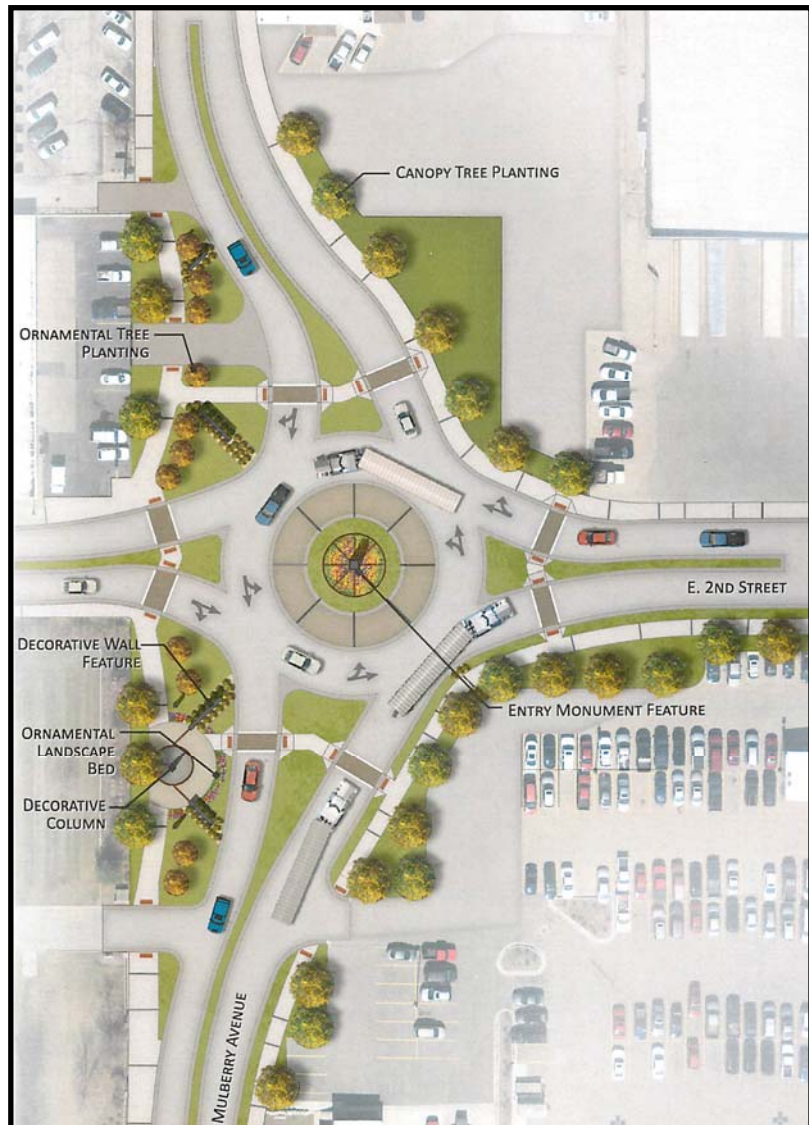 CANOPY TREE PLANTING
ORNAMENTAL TREE
PLANTING
E. 2ND STREET
DECORATIVE WALL
FEATURE
ENTRY MONUMENT FEATURE
ORNAMENTAL
LANDSCAPE
BED
DECORATIVE
COLUMN
MULBERRY AVENUE